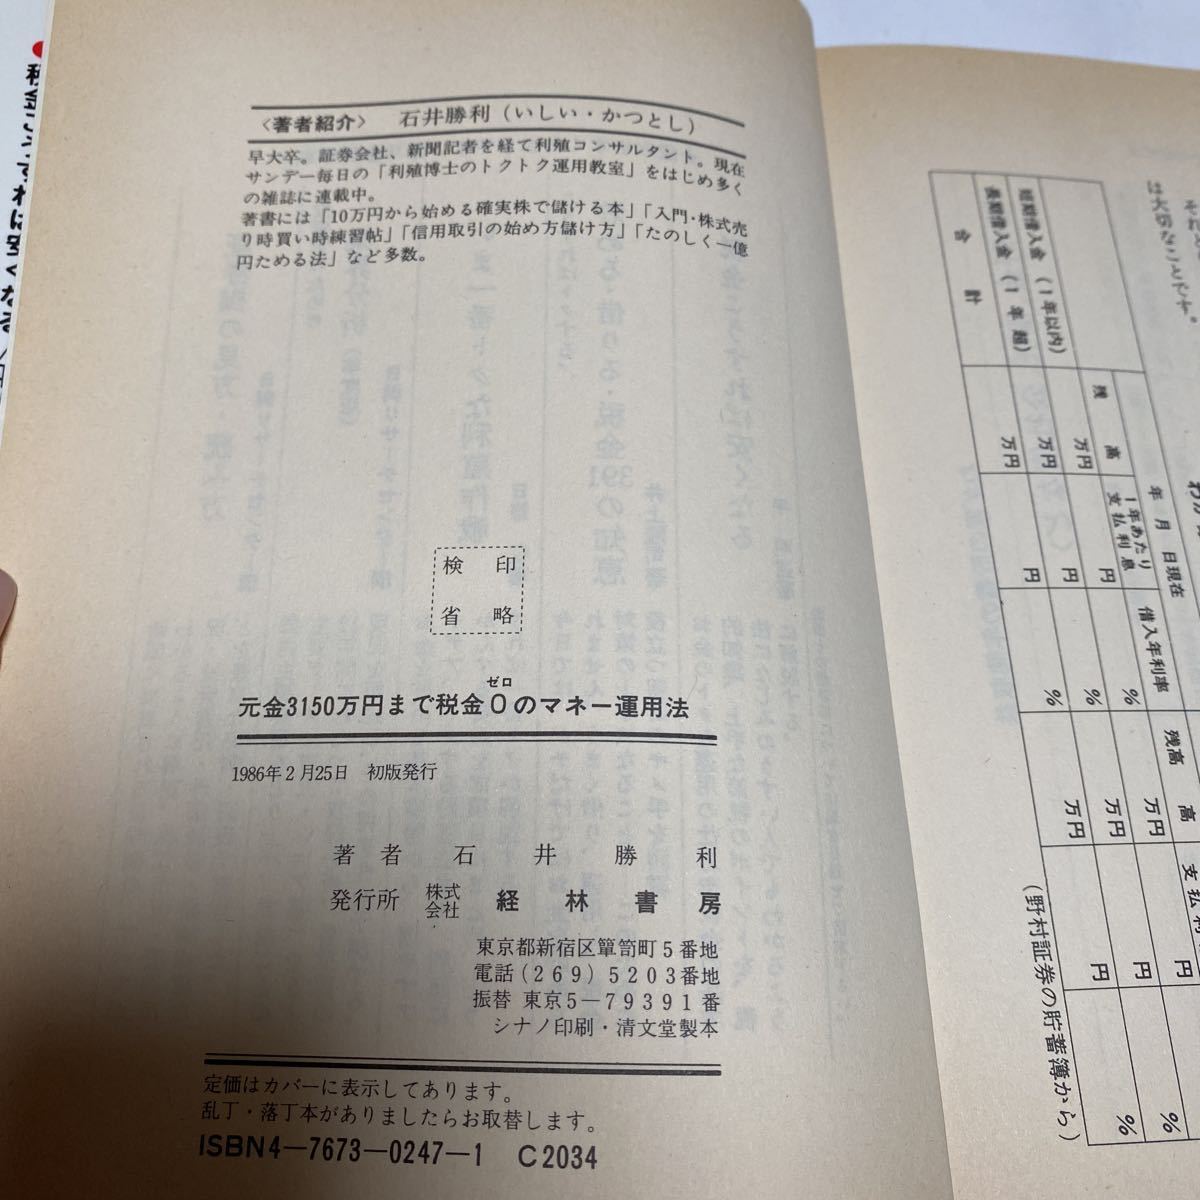 〈著者紹介〉 石井勝利(いしい・かつとし)
早大卒。証券会社、新聞記者を経て利殖コンサルタント。現在
サンデー毎日の「利殖博士のトクトク運用教室」をはじめ多く
の雑誌に連載中。
著書には「10万円から始める確実株で儲ける本」「入門・株式売
り時買い時練習帖」「信用取引の始め方儲け方」「たのしく一億
円ためる法」など多数。
検印
省略
ゼロ
元金3150万円まで税金0のマネー運用法
1986年2月25日 初版発行
著者 石井勝利
発行所 株式会社 経林書房
東京都新宿区簞笥町5番地
電話(269)5203番地
振替 東京5―79391番
シナノ印刷・清文堂製本
定価はカバーに表示してあります。
乱丁・落丁本がありましたらお取替します。
ISBN4―7673―0247―1 C2034
は大切なことです。
年 月 日現在
残高
1年あたり支払利息
借入年利率
残高
短期借入金(1年以内)
万円
円
%
万円
円
%
長期借入金(1年超)
万円
円
%
万円
円
%
合計
万円
円
%
万円
円
%
(野村証券の貯蓄簿から)